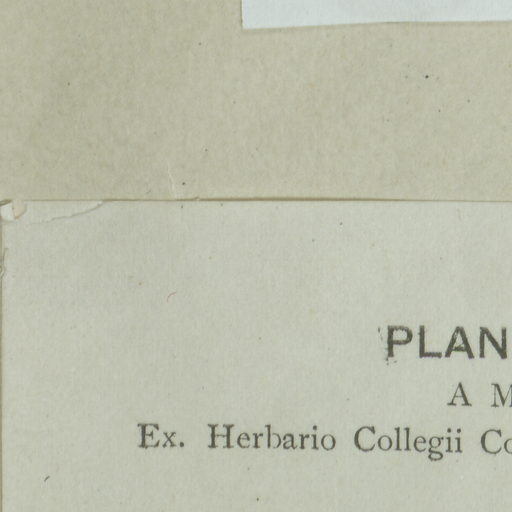 PLAN
A M
Ex. Herbario Collegii Co